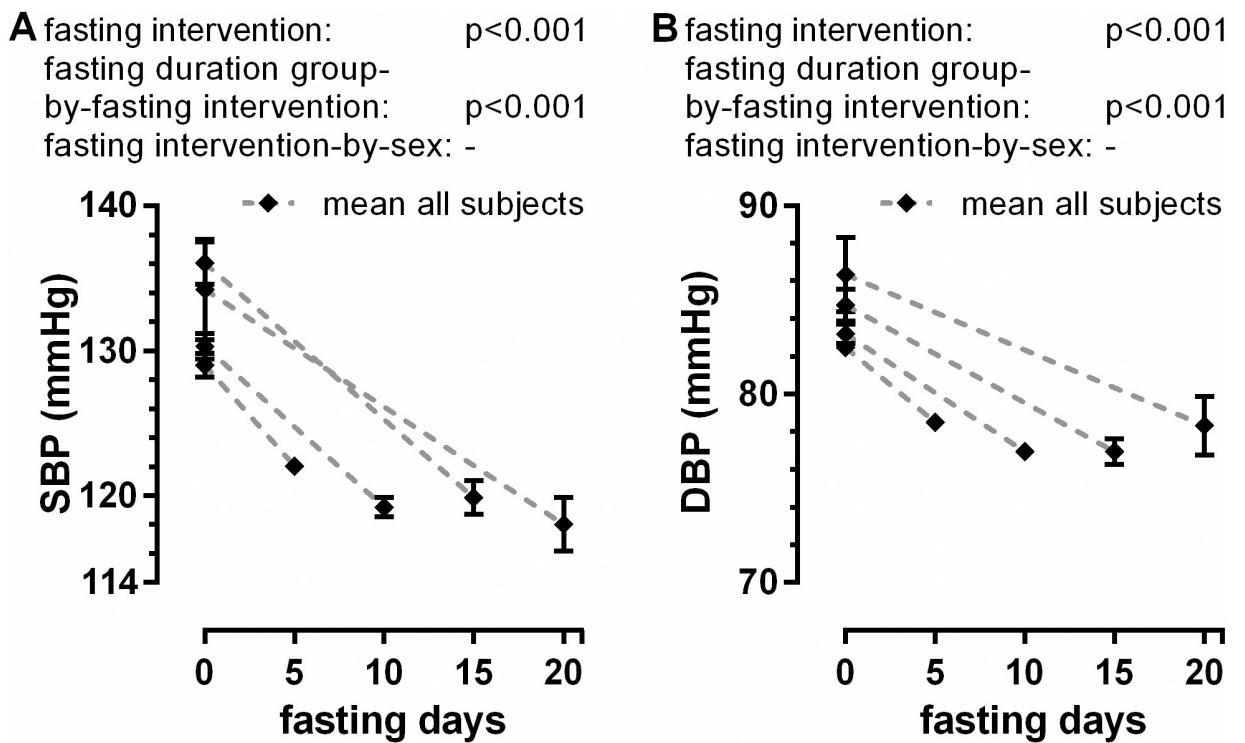 A fasting intervention: p<0.001
fasting duration group-
by-fasting intervention: p<0.001
fasting intervention-by-sex: -
mean all subjects
140
130
120
114
SBP (mmHg)
0 5 10 15 20
fasting days
B fasting intervention: p<0.001
fasting duration group-
by-fasting intervention: p<0.001
fasting intervention-by-sex: -
mean all subjects
90
80
70
DBP (mmHg)
0 5 10 15 20
fasting days